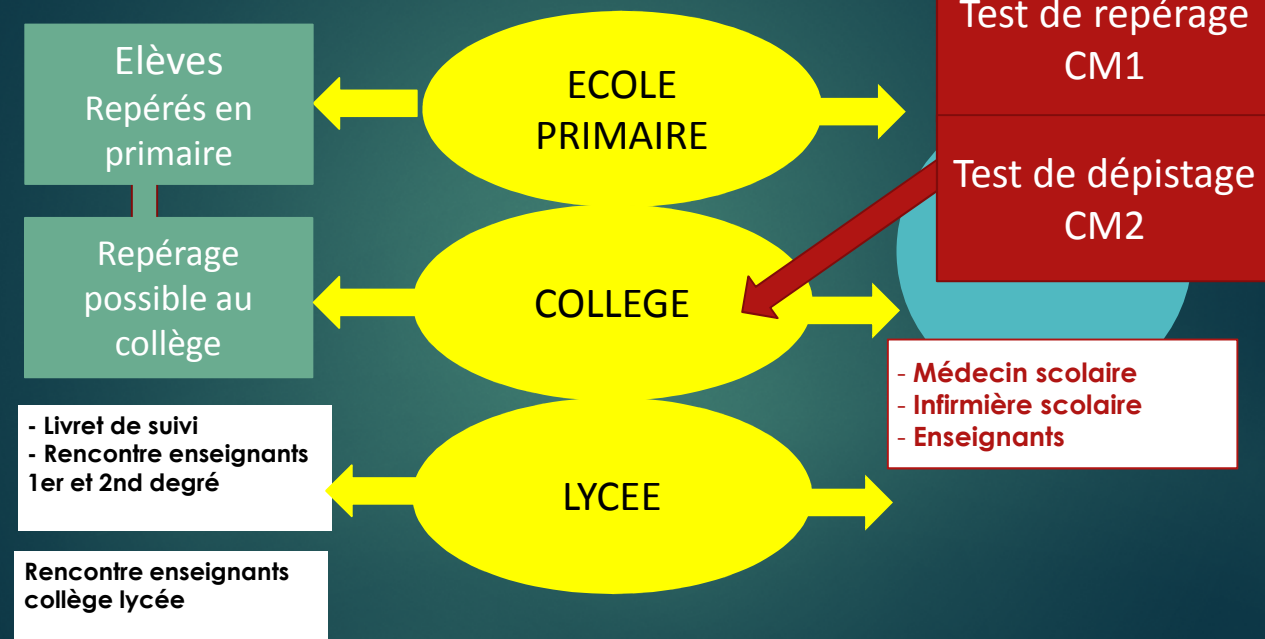 Elèves
Repérés en
primaire
ECOLE
PRIMAIRE
Test de repérage
CM1
Test de dépistage
CM2
Repérage
possible au
collège
COLLEGE
- Médecin scolaire
- Infirmière scolaire
- Enseignants
- Livret de suivi
- Rencontre enseignants
1er et 2nd degré
LYCEE
Rencontre enseignants
collège lycée